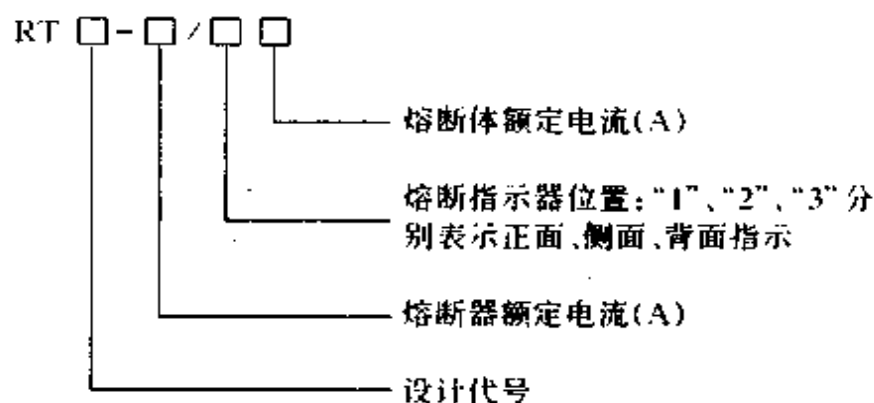 RT □-□/□ □
熔断体额定电流(A)
熔断指示器位置:“1”、“2”、“3”分
别表示正面、侧面、背面指示
熔断器额定电流(A)
设计代号